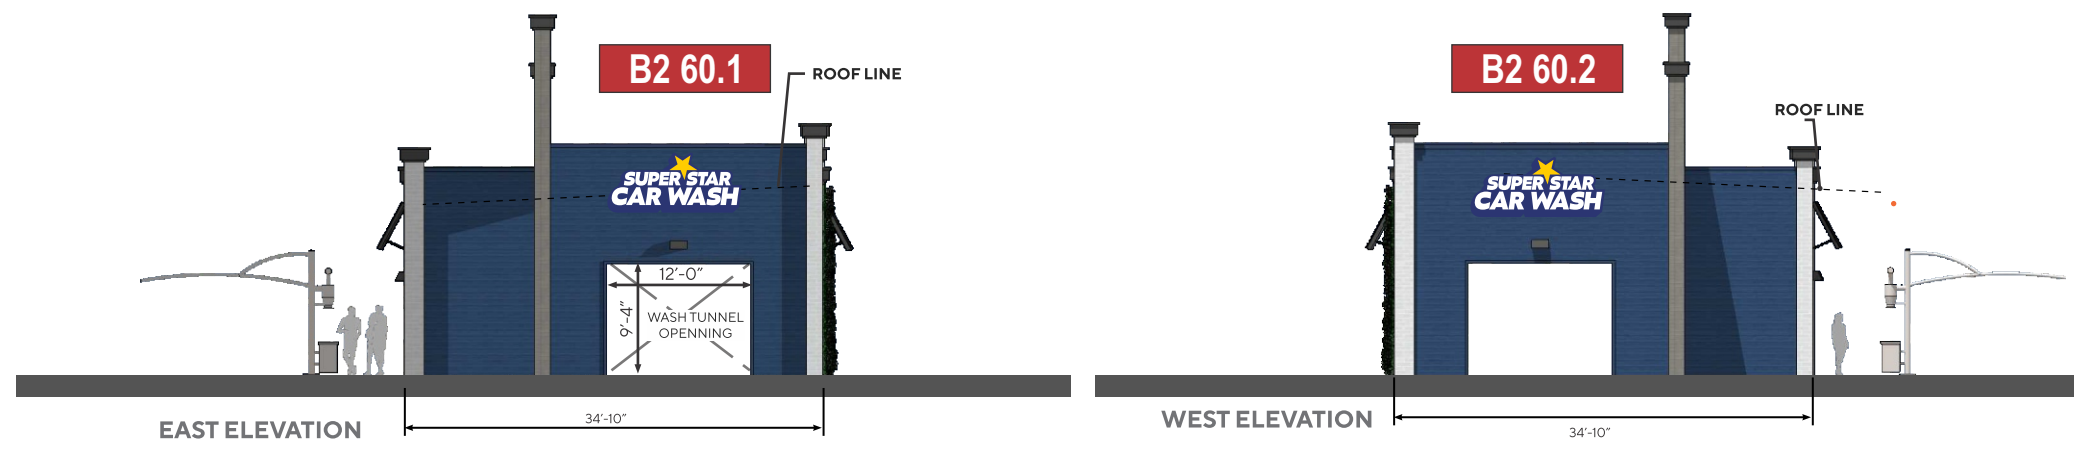 B2 60.1
ROOF LINE
SUPER STAR
CAR WASH
12'-0"
9'-4"
WASH TUNNEL
OPENNING
EAST ELEVATION
34'-10"
B2 60.2
ROOF LINE
SUPER STAR
CAR WASH
WEST ELEVATION
34'-10"